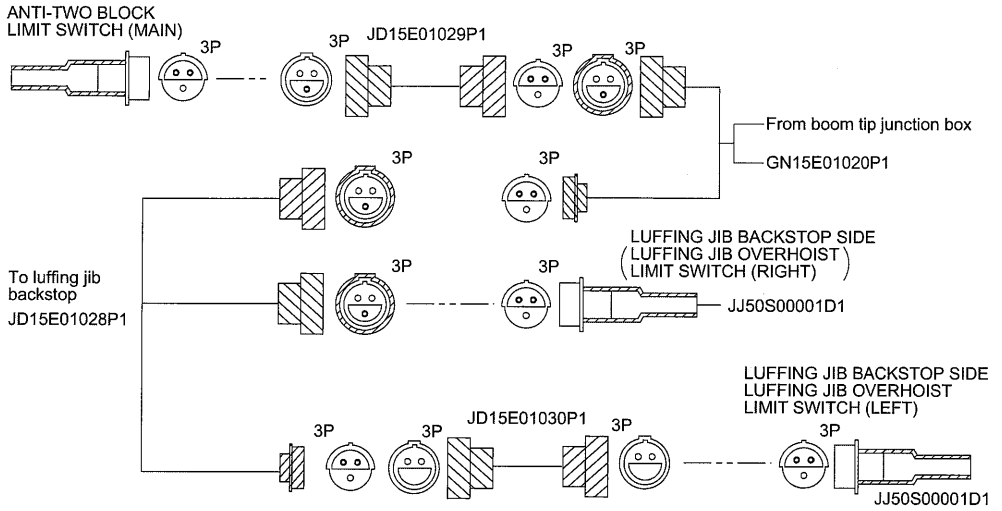 ANTI-TWO BLOCK
LIMIT SWITCH (MAIN)
3P
3P
JD15E01029P1
3P
3P
From boom tip junction box
GN15E01020P1
3P
3P
LUFFING JIB BACKSTOP SIDE
(LUFFING JIB OVERHOIST)
LIMIT SWITCH (RIGHT)
To luffing jib
backstop
JD15E01028P1
3P
3P
JJ50S00001D1
LUFFING JIB BACKSTOP SIDE
LUFFING JIB OVERHOIST
LIMIT SWITCH (LEFT)
3P
3P
JD15E01030P1
3P
3P
JJ50S00001D1